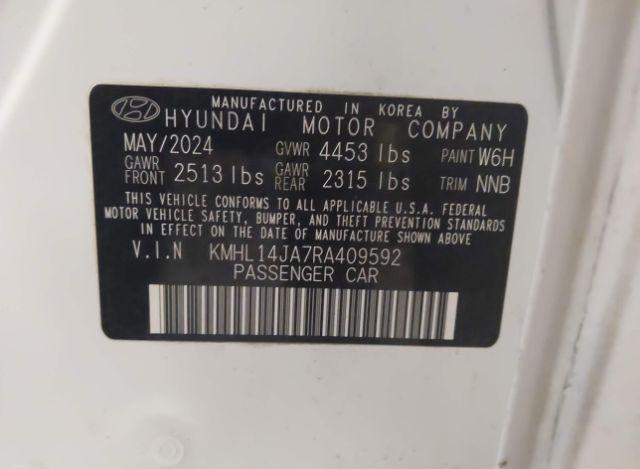 MANUFACTURED IN KOREA BY
HYUNDAI MOTOR COMPANY
MAY/2024 GVWR 4453 lbs PAINT W6H
GAWR FRONT 2513 lbs GAWR REAR 2315 lbs TRIM NNB
THIS VEHICLE CONFORMS TO ALL APPLICABLE U.S.A. FEDERAL
MOTOR VEHICLE SAFETY, BUMPER, AND THEFT PREVENTION STANDARDS
IN EFFECT ON THE DATE OF MANUFACTURE SHOWN ABOVE
V.I.N KMHL14JA7RA409592
PASSENGER CAR